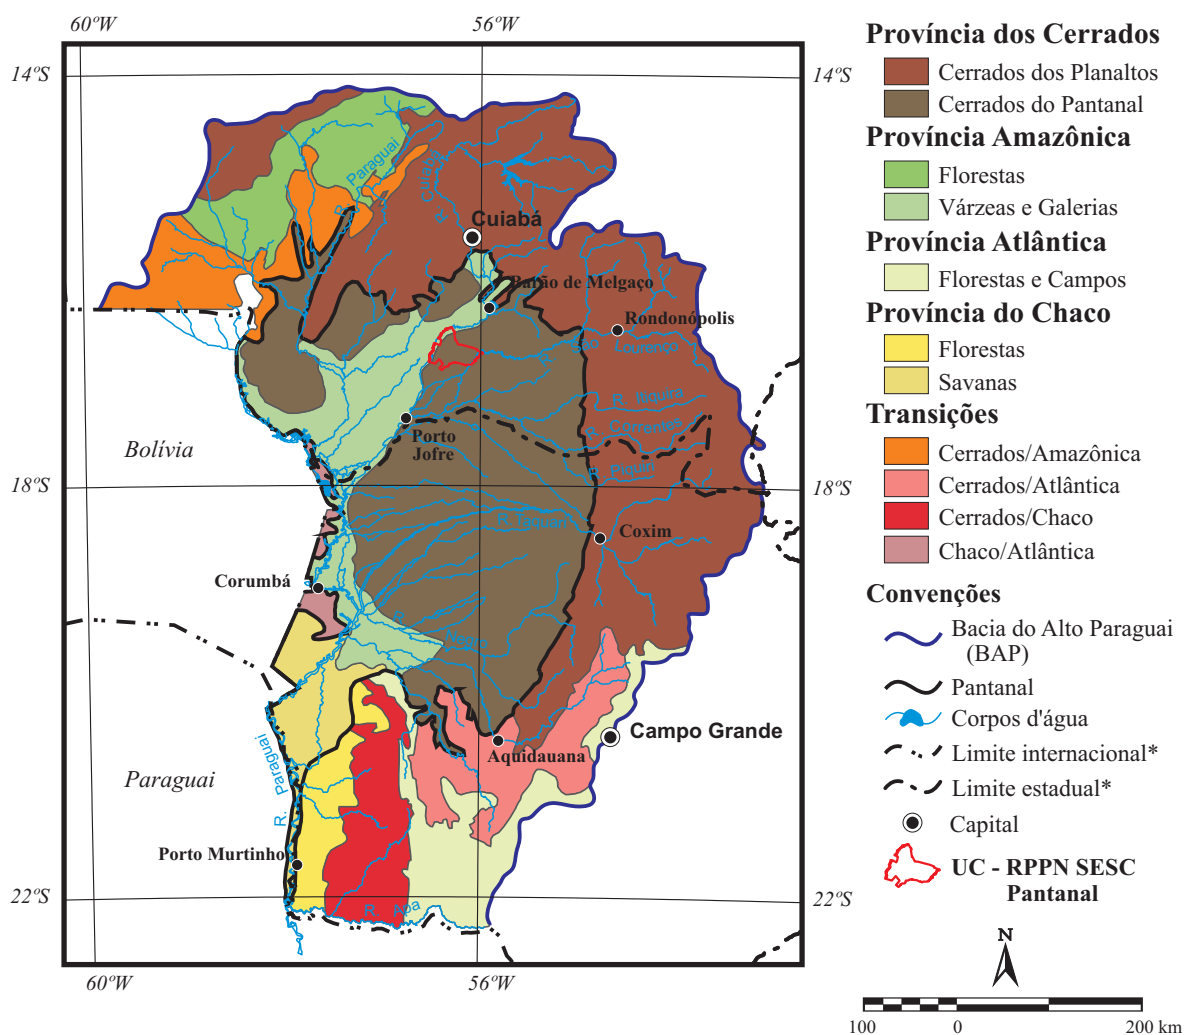 60ºW
56ºW
14ºS
14ºS
R. Paraguai
R. Cuiabá
Cuiabá
Barão de Melgaço
Rondonópolis
R. São Lourenço
R. Itiquira
R. Correntes
Porto
Jofre
R. Piquiri
Bolívia
18ºS
18ºS
R. Taquari
Coxim
Corumbá
R. Negro
Campo Grande
Aquidauana
Paraguai
R. Paraguai
Porto Murtinho
22ºS
22ºS
R. Apa
60ºW
56ºW
Província dos Cerrados
Cerrados dos Planaltos
Cerrados do Pantanal
Província Amazônica
Florestas
Várzeas e Galerias
Província Atlântica
Florestas e Campos
Província do Chaco
Florestas
Savanas
Transições
Cerrados/Amazônica
Cerrados/Atlântica
Cerrados/Chaco
Chaco/Atlântica
Convenções
Bacia do Alto Paraguai
(BAP)
Pantanal
Corpos d'água
Limite internacional*
Limite estadual*
Capital
UC - RPPN SESC
Pantanal
N
100 0 200 km